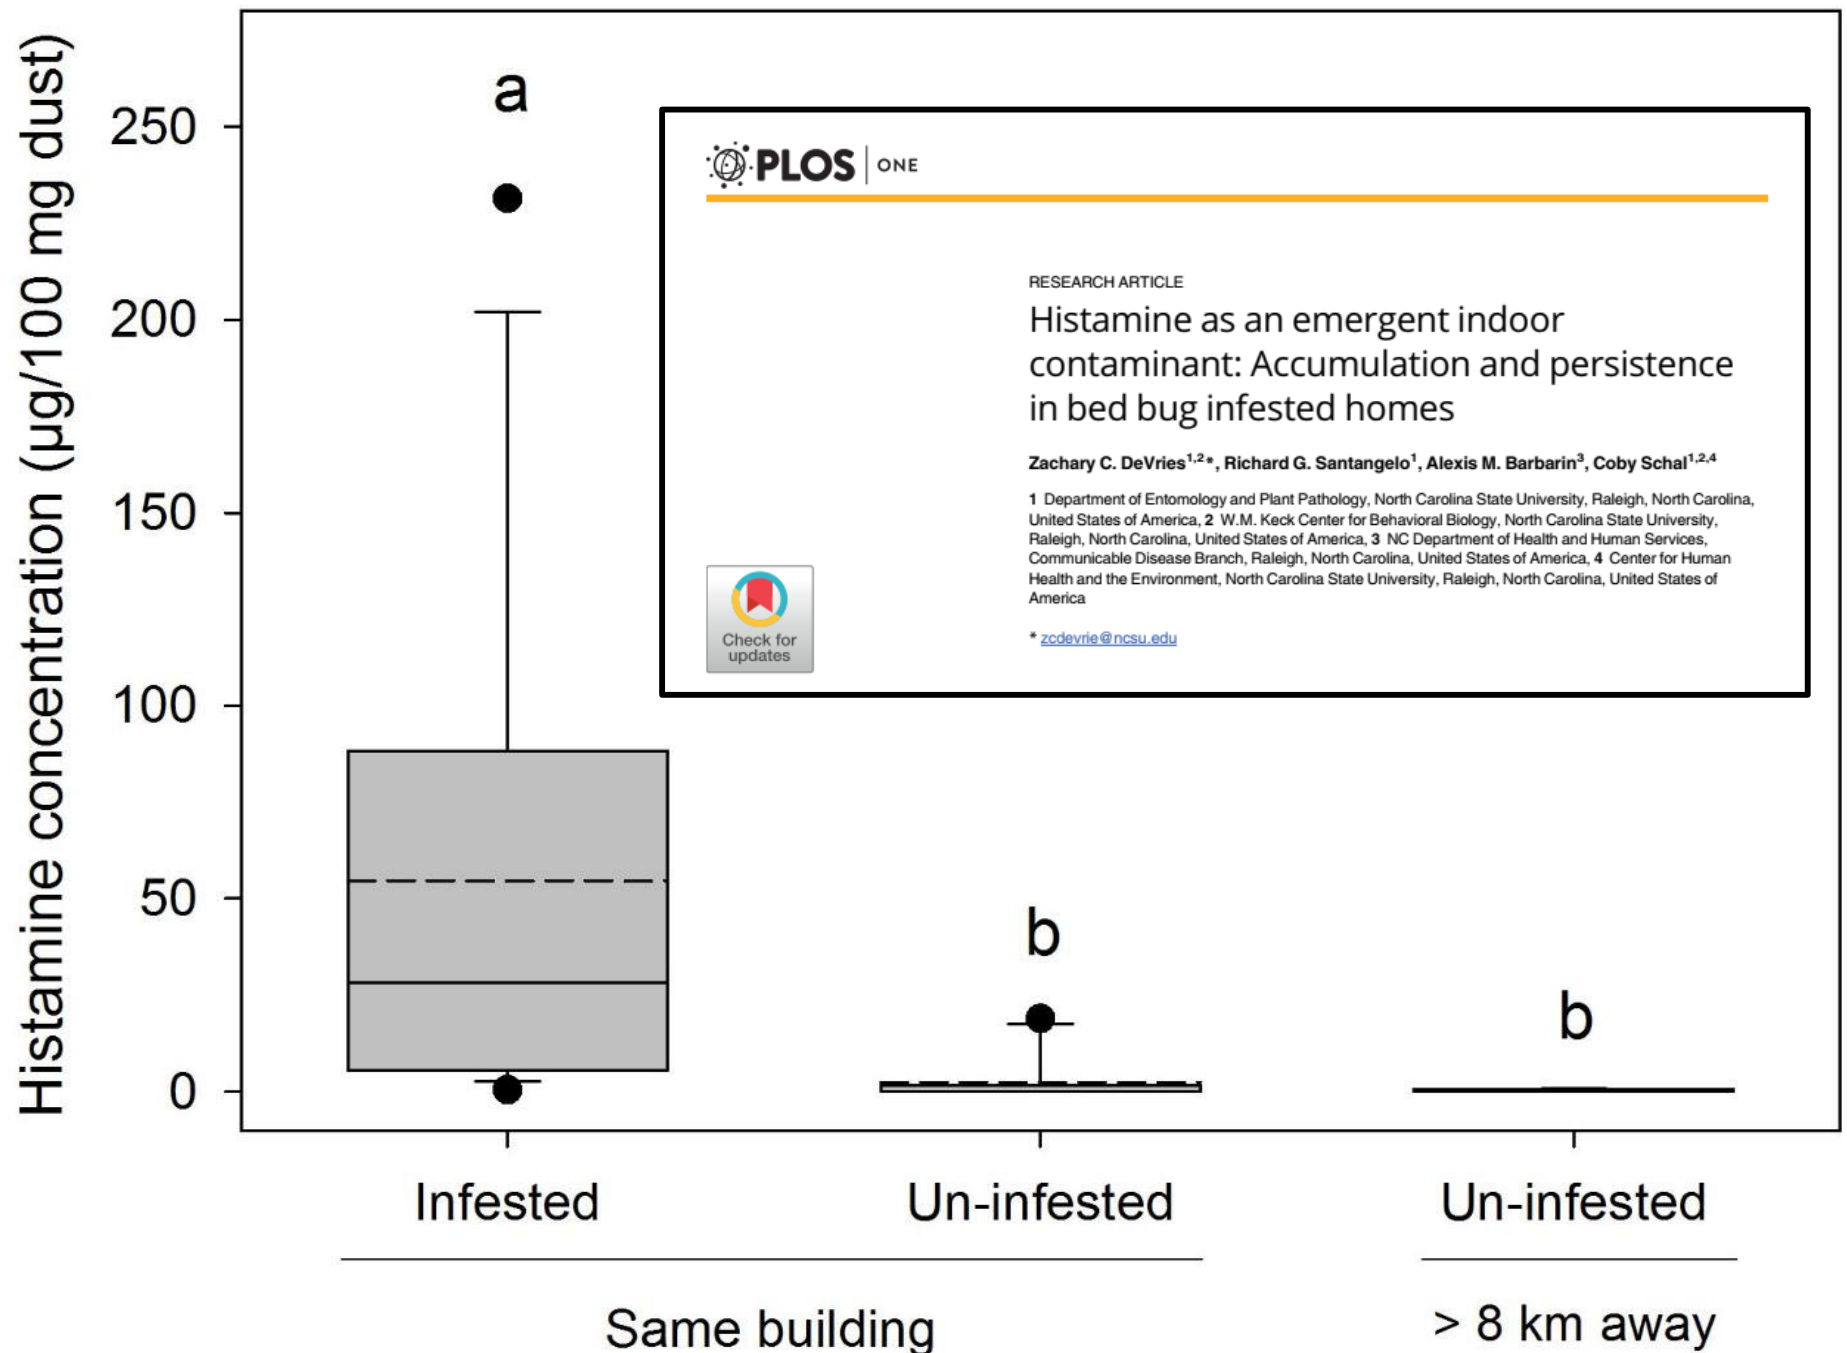 Histamine concentration (µg/100 mg dust)
250
200
150
100
50
0
a
b
b
PLOS ONE
RESEARCH ARTICLE
Histamine as an emergent indoor
contaminant: Accumulation and persistence
in bed bug infested homes
Zachary C. DeVries1,2*, Richard G. Santangelo1, Alexis M. Barbarin3, Coby Schal1,2,4
1 Department of Entomology and Plant Pathology, North Carolina State University, Raleigh, North Carolina,
United States of America, 2 W.M. Keck Center for Behavioral Biology, North Carolina State University,
Raleigh, North Carolina, United States of America, 3 NC Department of Health and Human Services,
Communicable Disease Branch, Raleigh, North Carolina, United States of America, 4 Center for Human
Health and the Environment, North Carolina State University, Raleigh, North Carolina, United States of
America
* zcdevrie@ncsu.edu
Check for
updates
Infested
Un-infested
Un-infested
Same building
> 8 km away